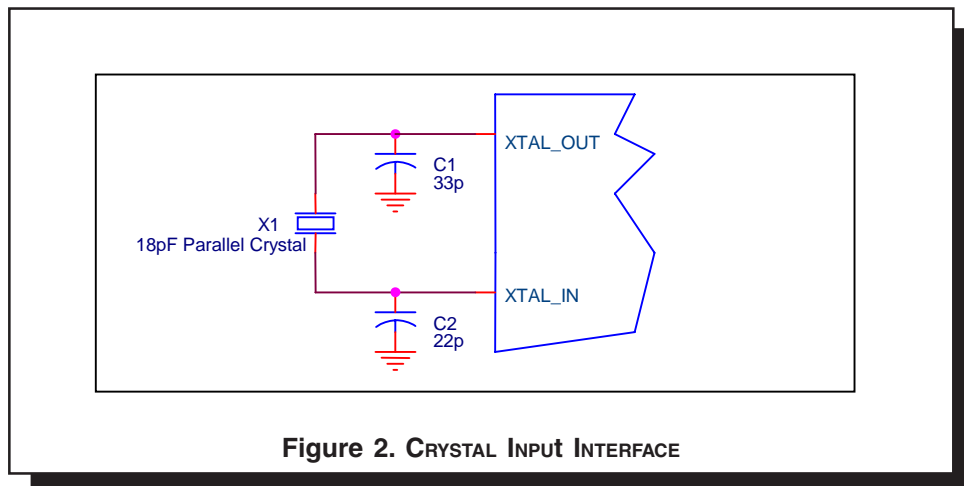 XTAL_OUT
C1
33p
X1
18pF Parallel Crystal
XTAL_IN
C2
22p
Figure 2. CRYSTAL INPUt INTERFACE